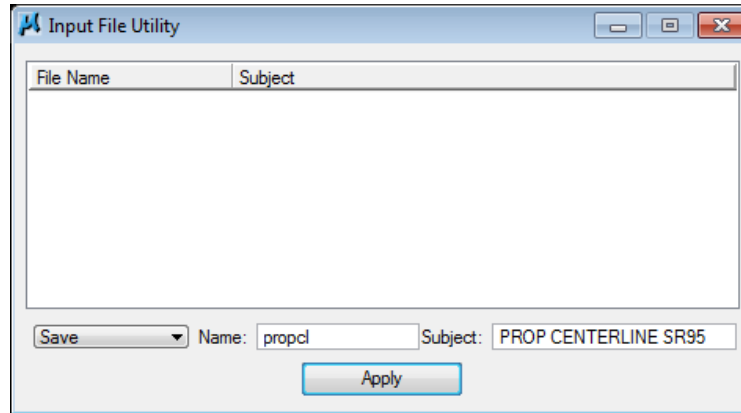 Input File Utility
File Name Subject
Save Name: propcl Subject: PROP CENTERLINE SR95
Apply